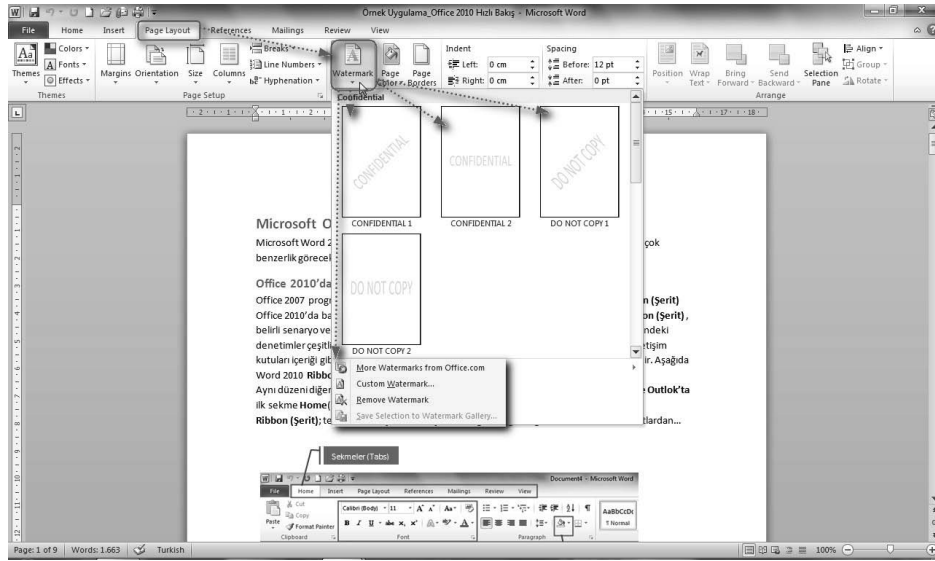 Örnek Uygulama_Office 2010 Hızlı Bakış - Microsoft Word
File Home Insert Page Layout References Mailings Review View
Colors Breaks Indent Spacing Align
Fonts Line Numbers Left: 0 cm Before: 12 pt Group
Themes Effects Margins Orientation Size Columns Hyphenation Watermark Page Color Page Borders Right: 0 cm After: 0 pt Position Wrap Text Bring Forward Send Backward Selection Pane Rotate
Themes Page Setup Arrange
Confidential
CONFIDENTIAL CONFIDENTIAL DO NOT COPY
CONFIDENTIAL 1 CONFIDENTIAL 2 DO NOT COPY 1
DO NOT COPY
DO NOT COPY 2
More Watermarks from Office.com
Custom Watermark...
Remove Watermark
Save Selection to Watermark Gallery...
Microsoft O
Microsoft Word 2 çok
benzerlik görecel
Office 2010'da
Office 2007 progr n (Şerit)
Office 2010'da ba on (Şerit),
belirli senaryo ve ndeki
denetimler çeşitli etişim
kutuları içeriği gib ir. Aşağıda
Word 2010 Ribbo
Aynı düzeni diğer Outlok'ta
ilk sekme Home(
Ribbon (Şerit); te tlardan...
Sekmeler (Tabs)
Document4 - Microsoft Word
File Home Insert Page Layout References Mailings Review View
Cut
Copy
Paste Format Painter
Calibri (Body) 11
AaBbCcDc
1 Normal
Clipboard Font Paragraph
Page: 1 of 9 Words: 1.663 Turkish 100%